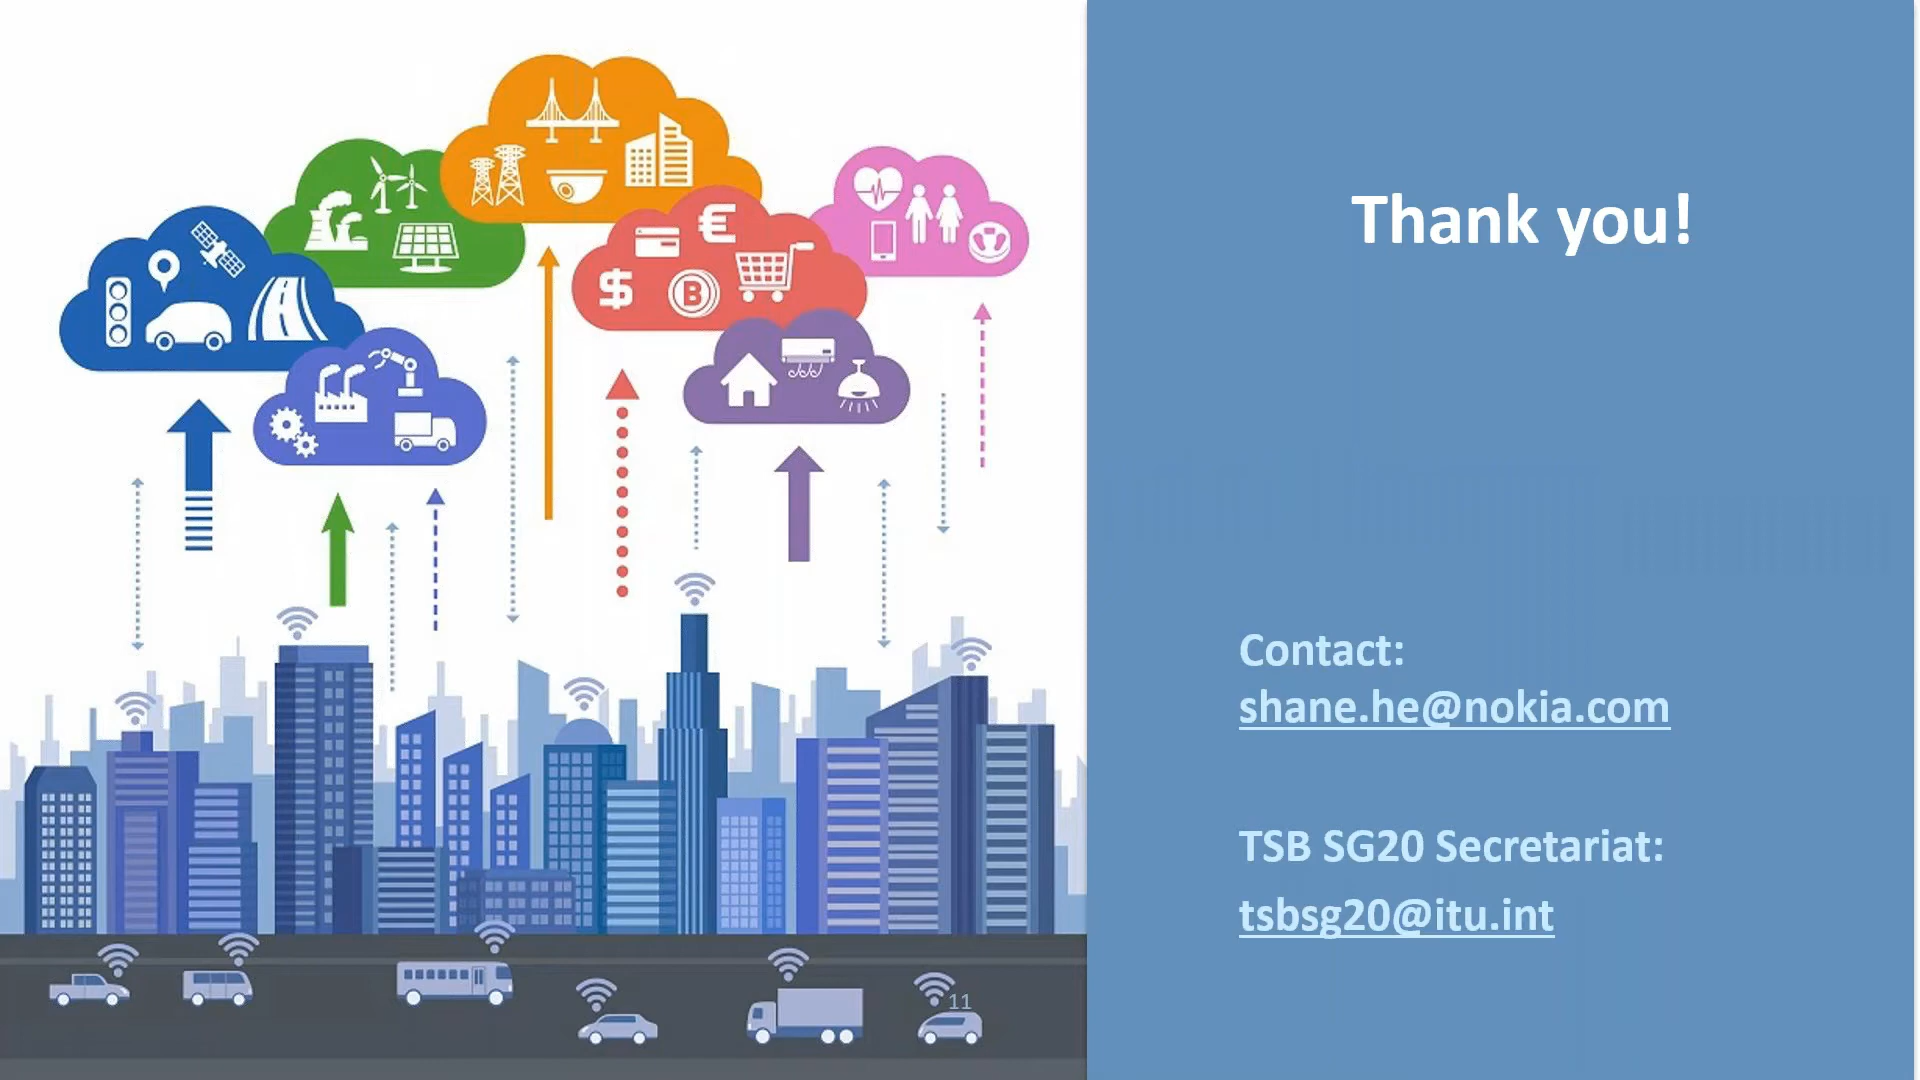 Thank you!
Contact:
shane.he@nokia.com
TSB SG20 Secretariat:
tsbsg20@itu.int
€
$
B
11